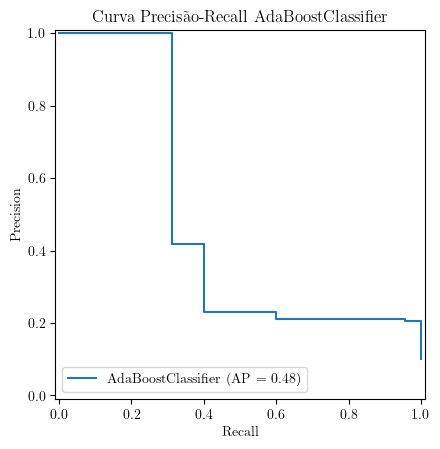 Curva Precisão-Recall AdaBoostClassifier
1.0
0.8
0.6
0.4
0.2
0.0
Precision
AdaBoostClassifier (AP = 0.48)
0.0 0.2 0.4 0.6 0.8 1.0
Recall